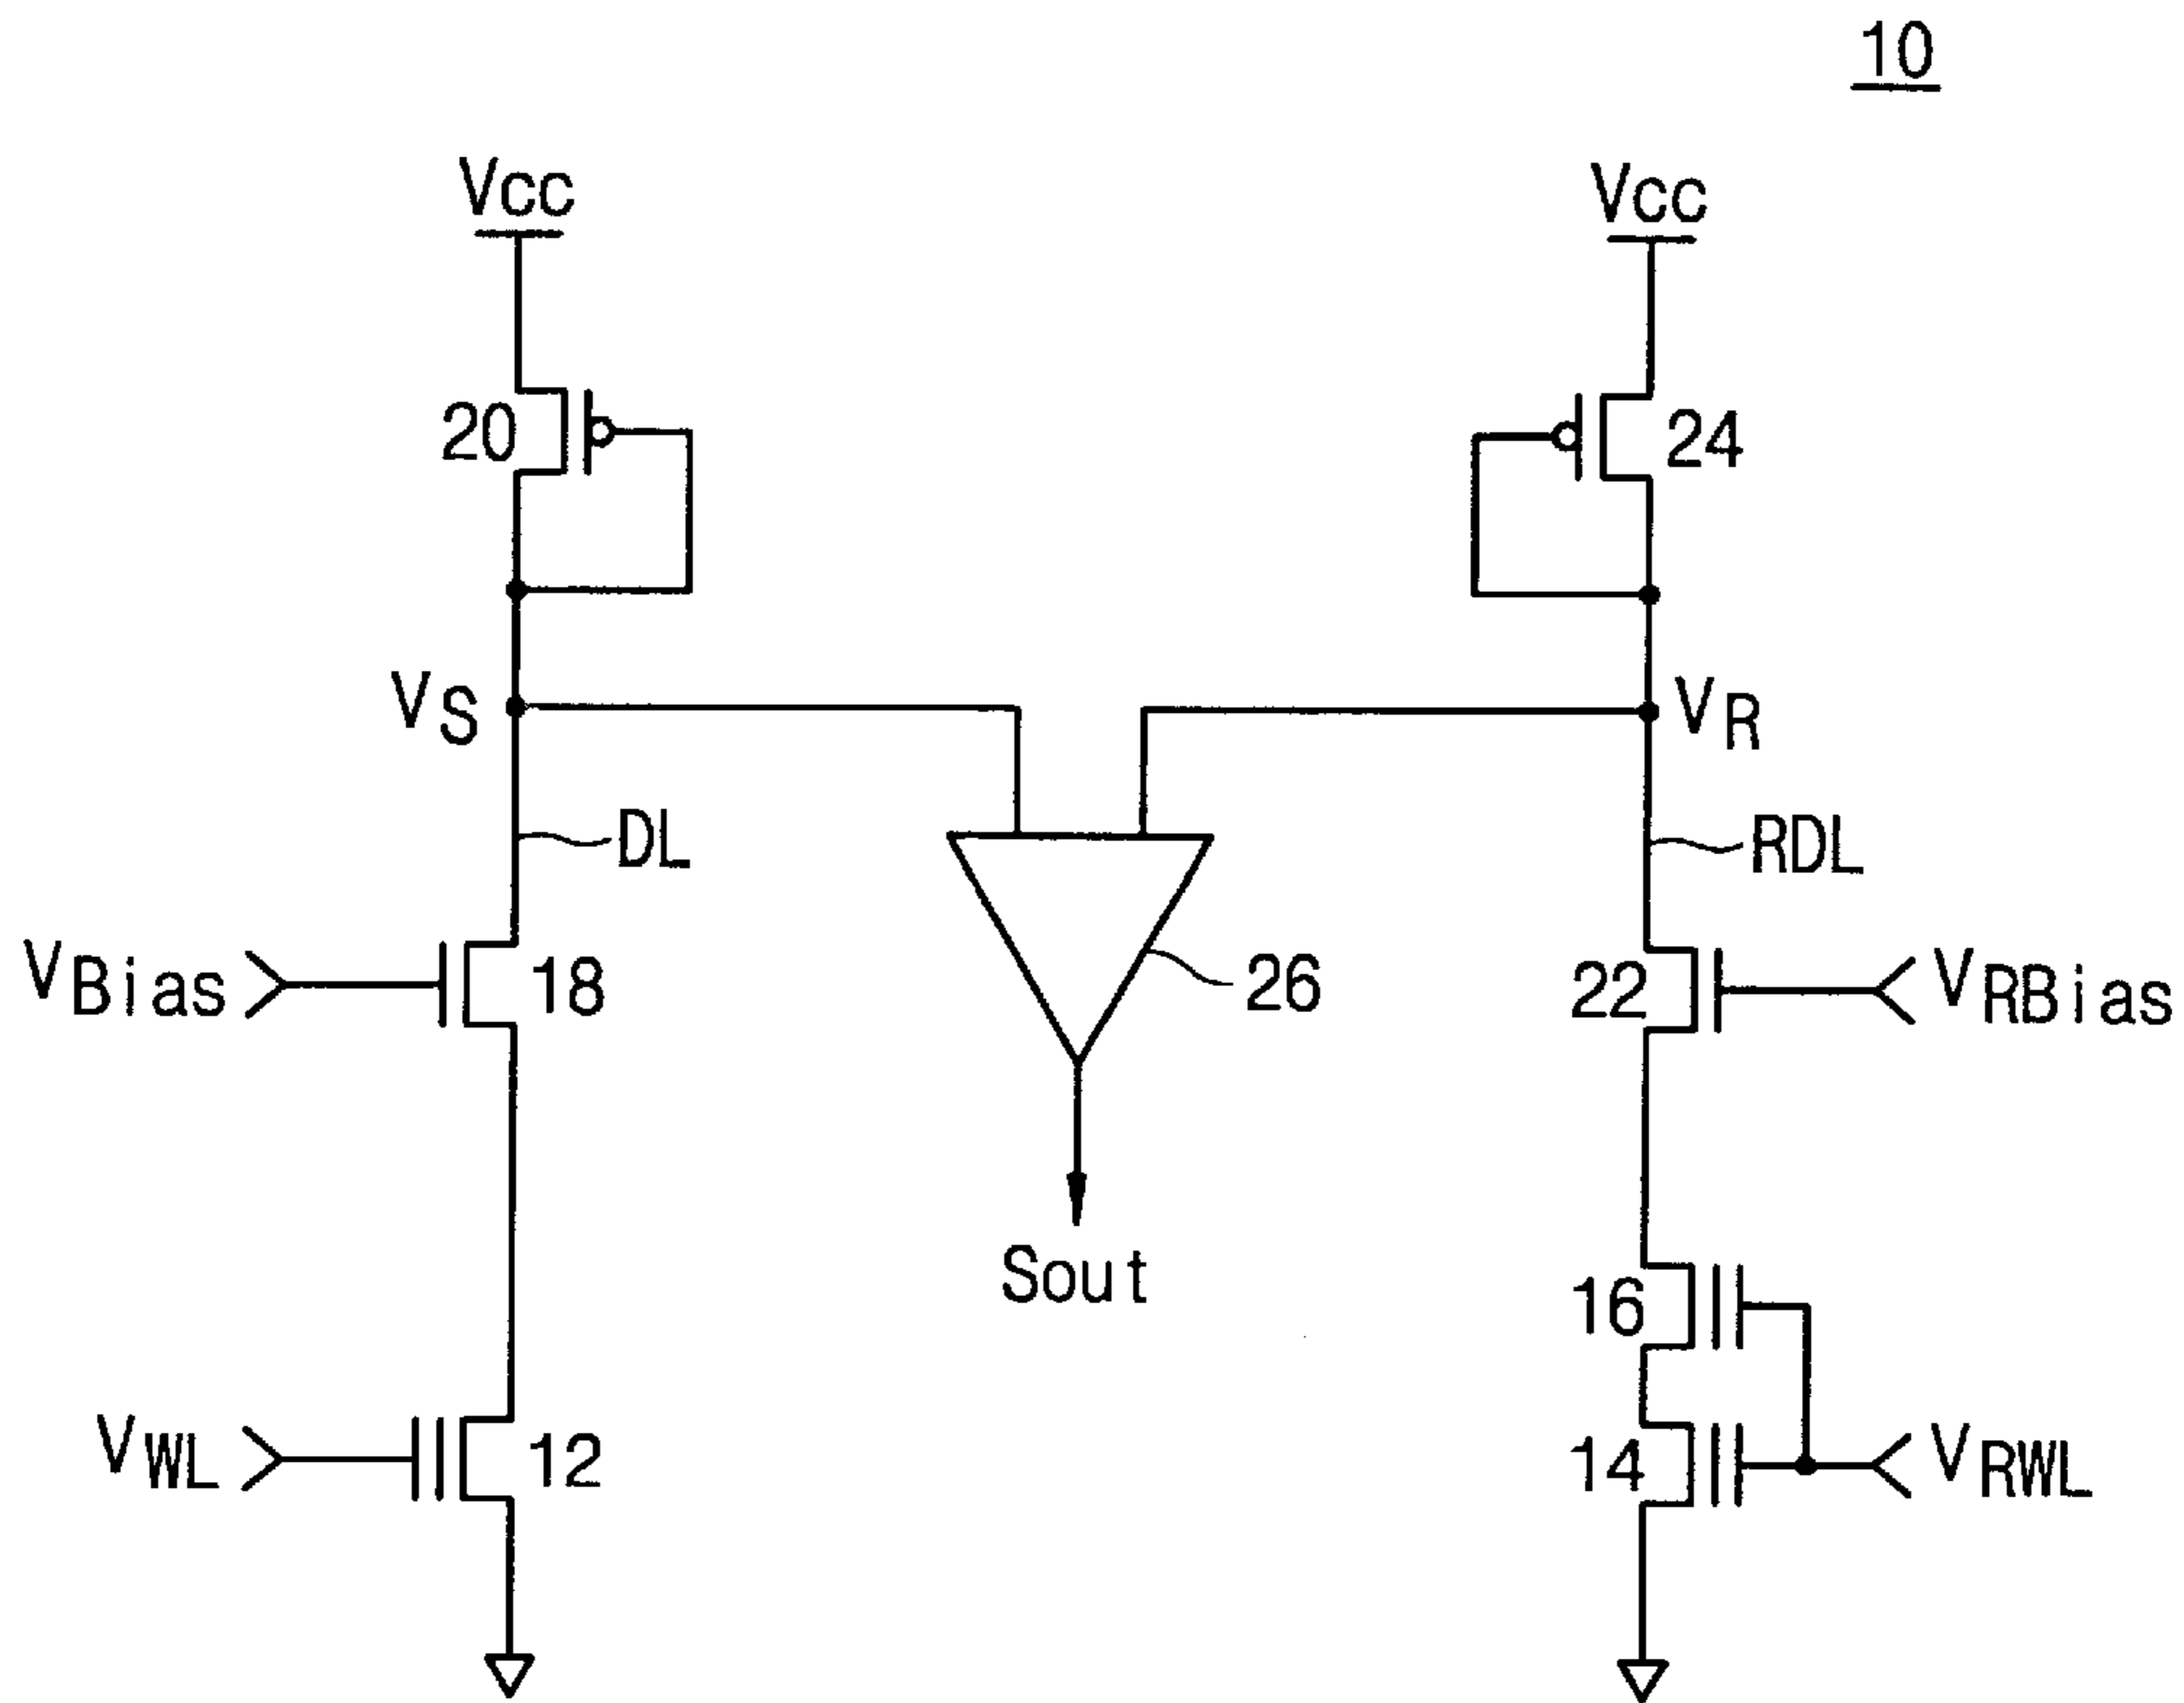 10
Vcc
Vcc
20
24
VS
VR
DL
RDL
VBias
18
26
22
VRBias
Sout
16
VWL
12
14
VRWL